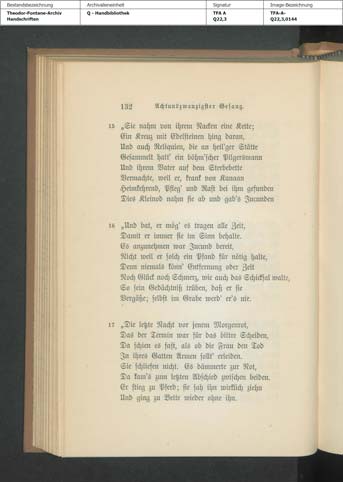 Bestandsbezeichnung
Archivalieneinheit
Signatur
Image-Bezeichnung
Theodor-Fontane-Archiv
Handschriften
Q - Handbibliothek
TFA A
Q22,3
TFA-A-
Q22,3,0144
132 Achtundzwanzigster Gesang.
15 „Sie nahm von ihrem Nacken eine Kette;
Ein Kreuz mit Edelsteinen hing daran,
Und auch Reliquien, die an heil'ger Stätte
Gesammelt hatt' ein böhm'scher Pilgersmann
Und ihrem Vater auf dem Sterbebette
Vermachte, weil er, krank von Kanaan
Heimkehrend, Pfleg' und Rast bei ihm gefunden
Dies Kleinod nahm sie ab und gab's Jucunden
16 „Und bat, er mög' es tragen alle Zeit,
Damit er immer sie im Sinn behalte.
Es anzunehmen war Jucund bereit,
Nicht weil er solch ein Pfand für nötig halte,
Denn niemals könn' Entfernung oder Zeit
Noch Glück noch Schmerz, wie auch das Schicksal walte,
So sein Gedächtniß trüben, daß er sie
Vergäße; selbst im Grabe werd' er's nie.
17 „Die letzte Nacht vor jenem Morgenrot,
Das der Termin war für das bittre Scheiden,
Da schien es fast, als ob die Frau den Tod
In ihres Gatten Armen sollt' erleiden.
Sie schliefen nicht. Es dämmerte zur Not,
Da kam's zum letzten Abschied zwischen beiden.
Er stieg zu Pferd; sie sah ihn wirklich ziehn
Und ging zu Bette wieder ohne ihn.